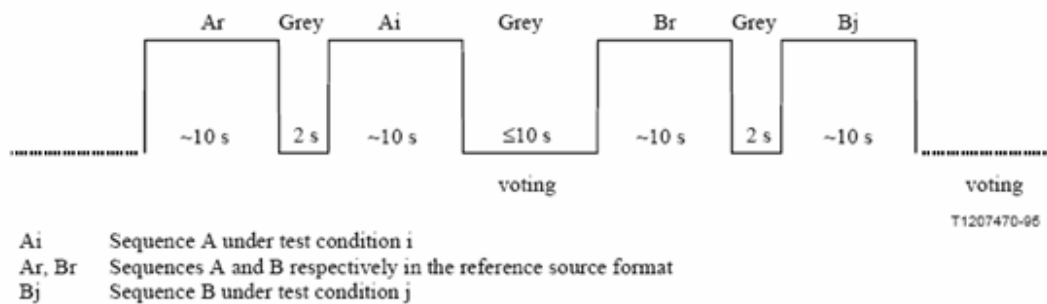 Ar Grey Ai Grey Br Grey Bj
~10 s 2 s ~10 s ≤10 s ~10 s 2 s ~10 s
voting voting
T1207470-95
Ai Sequence A under test condition i
Ar, Br Sequences A and B respectively in the reference source format
Bj Sequence B under test condition j